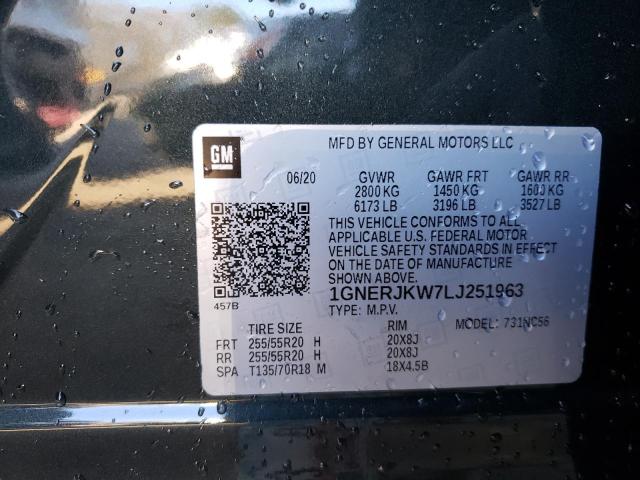 GM
MFD BY GENERAL MOTORS LLC
06/20 GVWR GAWR FRT GAWR RR
2800 KG 1450 KG 1600 KG
6173 LB 3196 LB 3527 LB
THIS VEHICLE CONFORMS TO ALL
APPLICABLE U.S. FEDERAL MOTOR
VEHICLE SAFETY STANDARDS IN EFFECT
ON THE DATE OF MANUFACTURE
SHOWN ABOVE.
1GNERJKW7LJ251963
457B
TYPE: M.P.V. MODEL: 731NC56
TIRE SIZE RIM
FRT 255/55R20 H 20X8J
RR 255/55R20 H 20X8J
SPA T135/70R18 M 18X4.5B